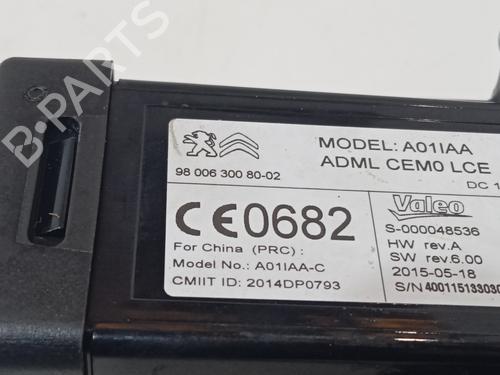 B-PARTS
MODEL: A01IAA
ADML CEM0 LCE
98 006 300 80-02
DC 1
CE0682
Valeo
S-000048536
HW rev.A
SW rev.6.00
2015-05-18
For China (PRC) :
Model No.: A01IAA-C
CMIIT ID: 2014DP0793
S/N 400115133030